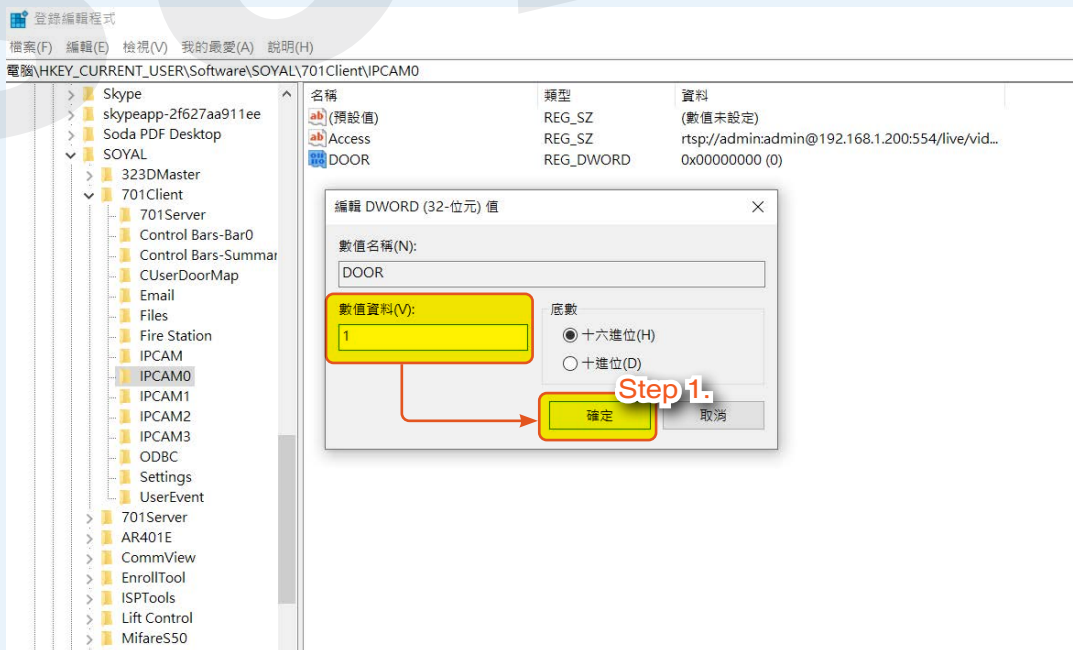 登錄編輯程式
檔案(F) 編輯(E) 檢視(V) 我的最愛(A) 說明(H)
電腦\HKEY_CURRENT_USER\Software\SOYAL\701Client\IPCAM0
Skype
skypeapp-2f627aa911ee
Soda PDF Desktop
SOYAL
323DMaster
701Client
701Server
Control Bars-Bar0
Control Bars-Summar
CUserDoorMap
Email
Files
Fire Station
IPCAM
IPCAM0
IPCAM1
IPCAM2
IPCAM3
ODBC
Settings
UserEvent
701Server
AR401E
CommView
EnrollTool
ISPTools
Lift Control
MifareS50
名稱 類型 資料
ab (預設值) REG_SZ (數值未設定)
ab Access REG_SZ rtsp://admin:admin@192.168.1.200:554/live/vid...
DOOR REG_DWORD 0x00000000 (0)
編輯 DWORD (32-位元) 值
數值名稱(N):
DOOR
數值資料(V):
1
底數
十六進位(H)
十進位(D)
Step 1.
確定 取消